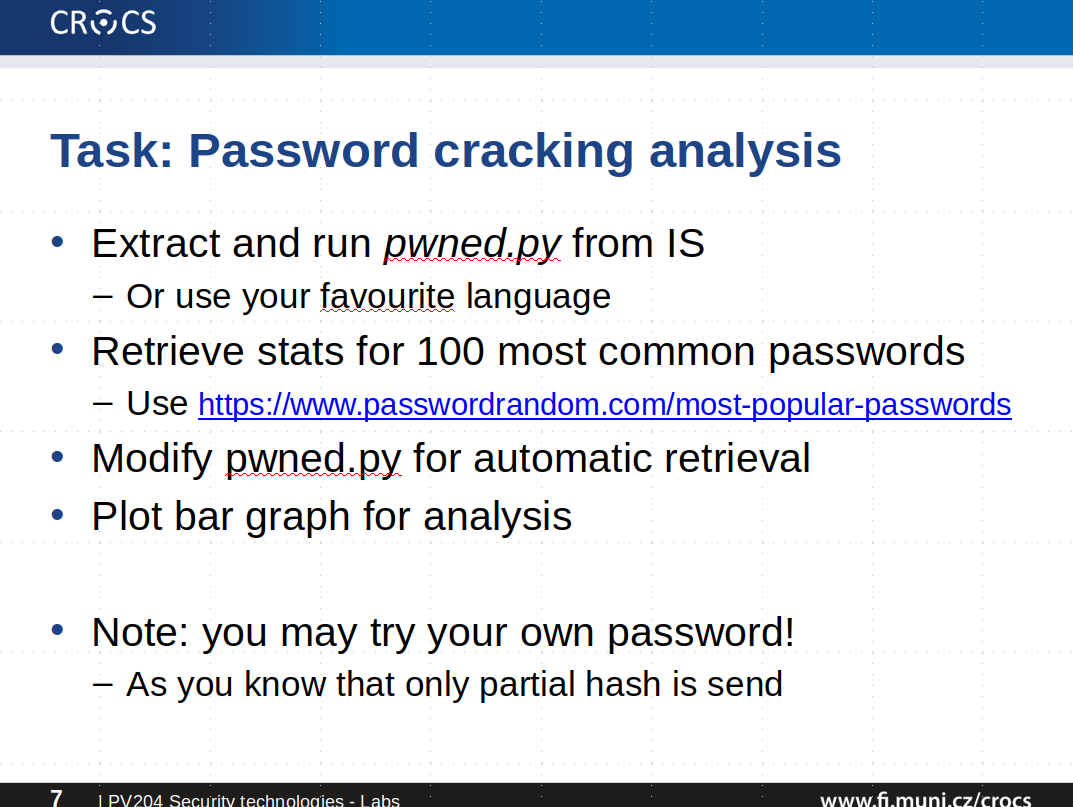 CRCS
Task: Password cracking analysis
• Extract and run pwned.py from IS
– Or use your favourite language
• Retrieve stats for 100 most common passwords
– Use https://www.passwordrandom.com/most-popular-passwords
• Modify pwned.py for automatic retrieval
• Plot bar graph for analysis
• Note: you may try your own password!
– As you know that only partial hash is send
7 | PV204 Security technologies - Labs
www.fi.muni.cz/crocs